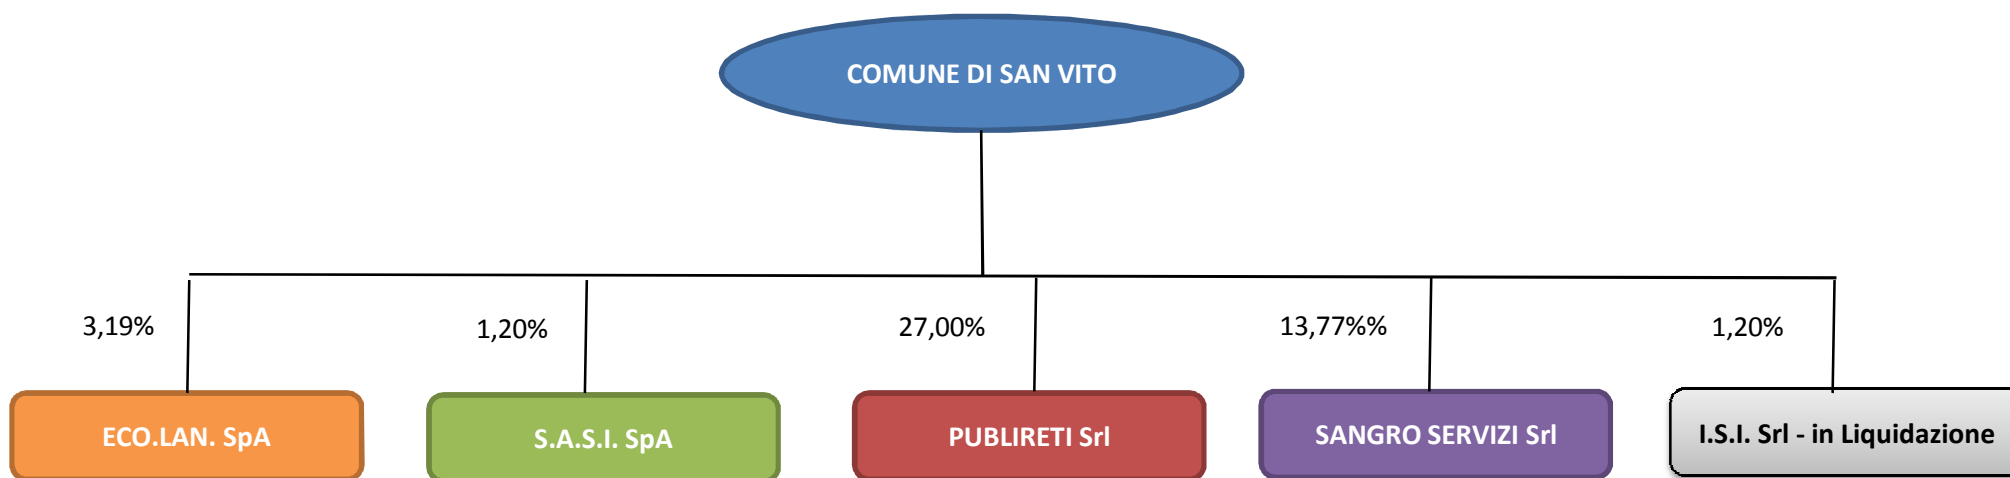 COMUNE DI SAN VITO
3,19%
1,20%
27,00%
13,77%%
1,20%
ECO.LAN. SpA
S.A.S.I. SpA
PUBLIRETI Srl
SANGRO SERVIZI Srl
I.S.I. Srl - in Liquidazione